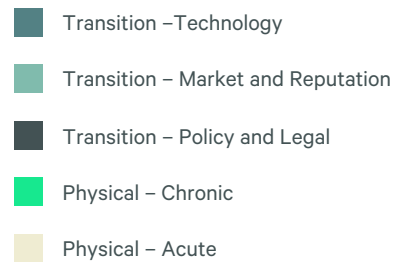 Transition –Technology
Transition – Market and Reputation
Transition – Policy and Legal
Physical – Chronic
Physical – Acute